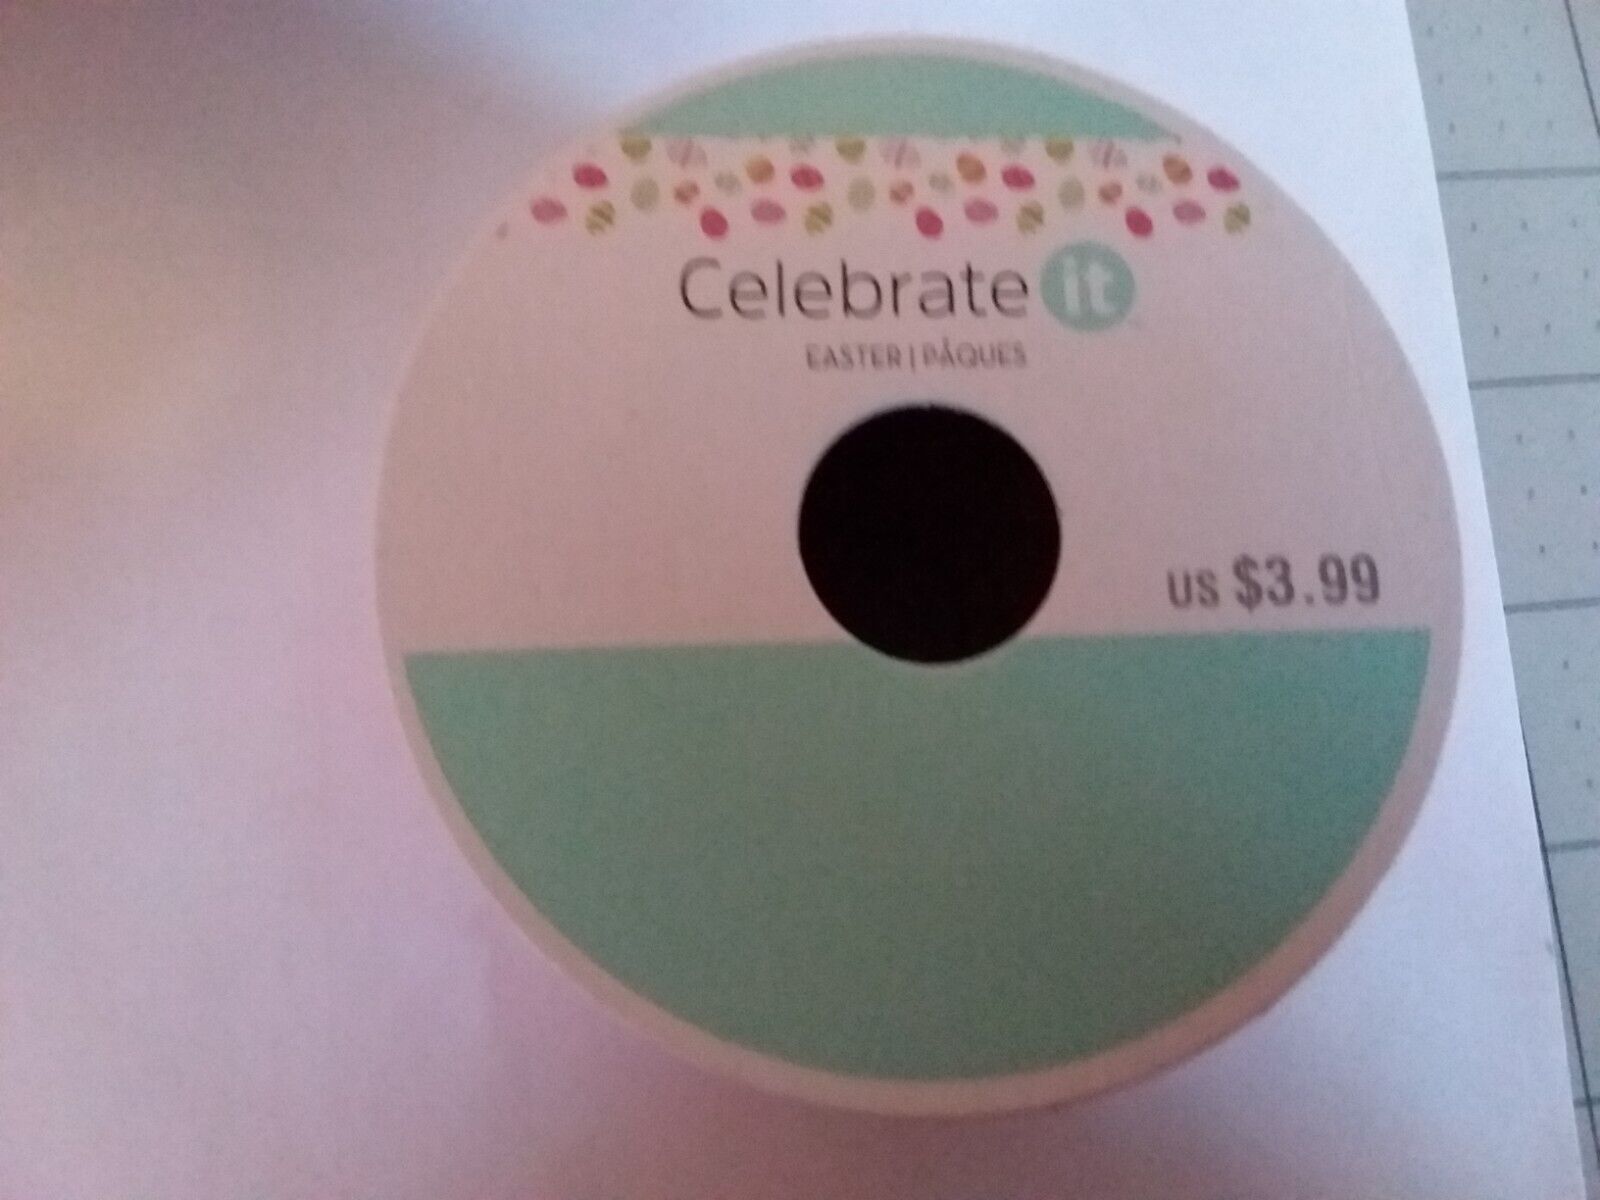 Celebrate it
EASTER | PÂQUES
US $3.99